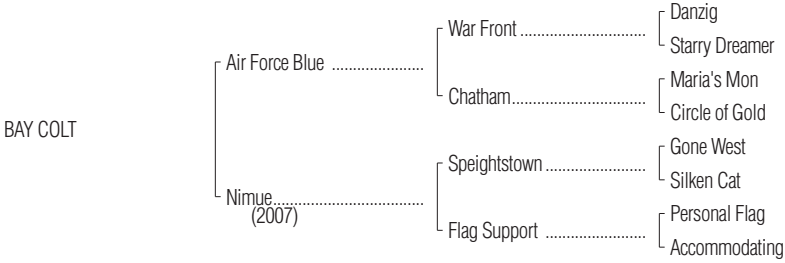 Danzig
War Front ..............................
Starry Dreamer
Air Force Blue ......................
Maria's Mon
Chatham................................
Circle of Gold
BAY COLT
Gone West
Speightstown ........................
Silken Cat
Nimue....................................
(2007)
Personal Flag
Flag Support ........................
Accommodating